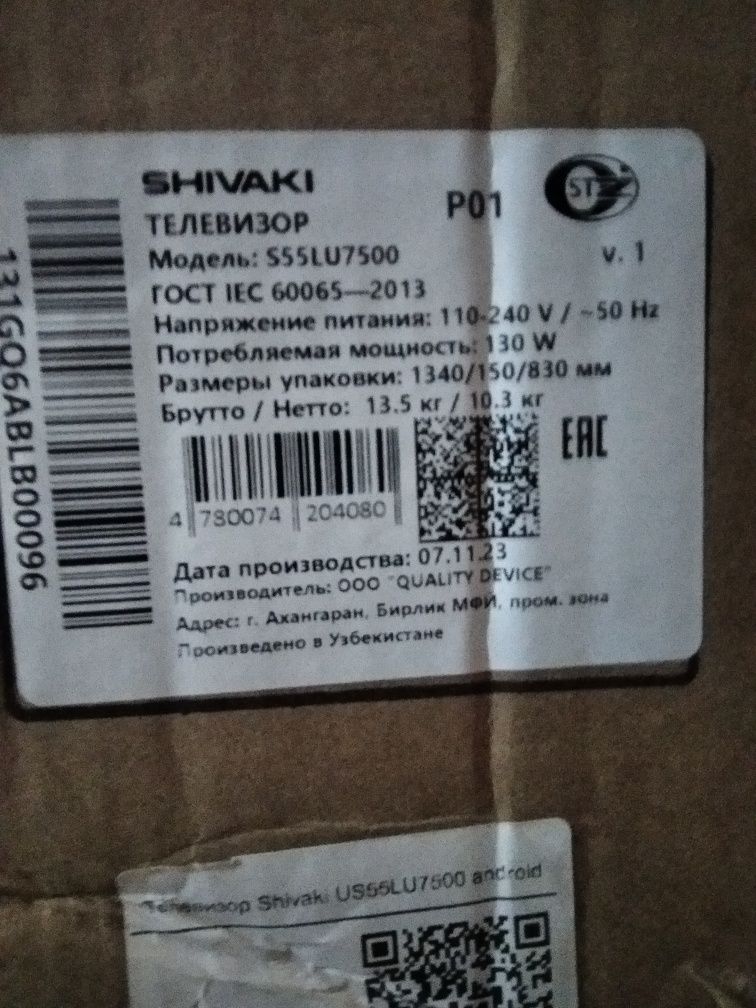 SHIVAKI
P01
ST
ТЕЛЕВИЗОР
Модель: S55LU7500
v. 1
ГОСТ IEC 60065—2013
Напряжение питания: 110-240 V / ~50 Hz
Потребляемая мощность: 130 W
Размеры упаковки: 1340/150/830 мм
Брутто / Нетто: 13.5 кг / 10.3 кг
EAC
4 780074 204080
Дата производства: 07.11.23
Производитель: ООО "QUALITY DEVICE"
Адрес: г. Ахангаран, Бирлик МФЙ, пром. зона
Произведено в Узбекистане
131GQ6ABLB00096
Телевизор Shivaki US55LU7500 android